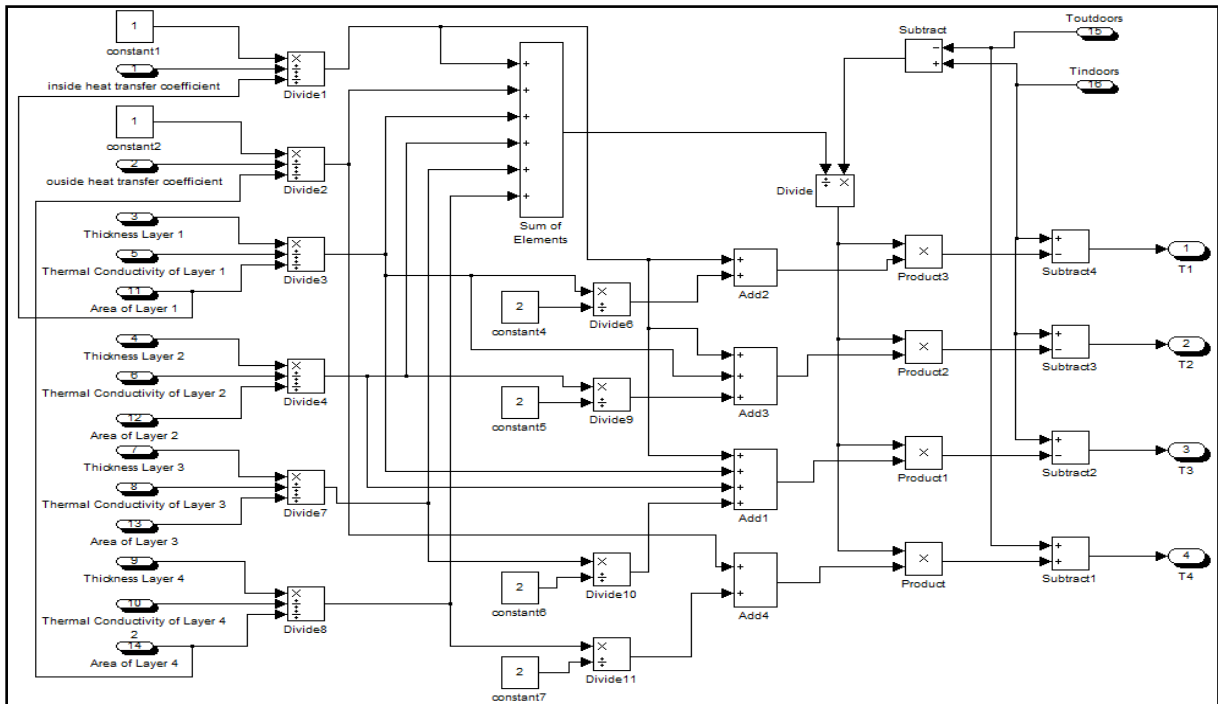 1
constant1
1
inside heat transfer coefficient
×
÷
÷
Divide1
1
constant2
2
ouside heat transfer coefficient
×
÷
÷
Divide2
3
Thickness Layer 1
5
Thermal Conductivity of Layer 1
11
Area of Layer 1
×
÷
÷
Divide3
4
Thickness Layer 2
6
Thermal Conductivity of Layer 2
12
Area of Layer 2
×
÷
÷
Divide4
7
Thickness Layer 3
8
Thermal Conductivity of Layer 3
13
Area of Layer 3
×
÷
÷
Divide7
9
Thickness Layer 4
10
Thermal Conductivity of Layer 4
2
14
Area of Layer 4
×
÷
÷
Divide8
+
+
+
+
+
+
Sum of
Elements
2
constant4
×
÷
Divide6
2
constant5
×
÷
Divide9
2
constant6
×
÷
Divide10
2
constant7
×
÷
Divide11
+
+
Add2
+
+
+
Add3
+
+
+
+
Add1
+
+
Add4
Subtract
−
+
Toutdoors
15
Tindoors
16
Divide
÷ ×
×
Product3
×
Product2
×
Product1
×
Product
+
−
Subtract4
+
−
Subtract3
+
−
Subtract2
+
+
Subtract1
1
T1
2
T2
3
T3
4
T4